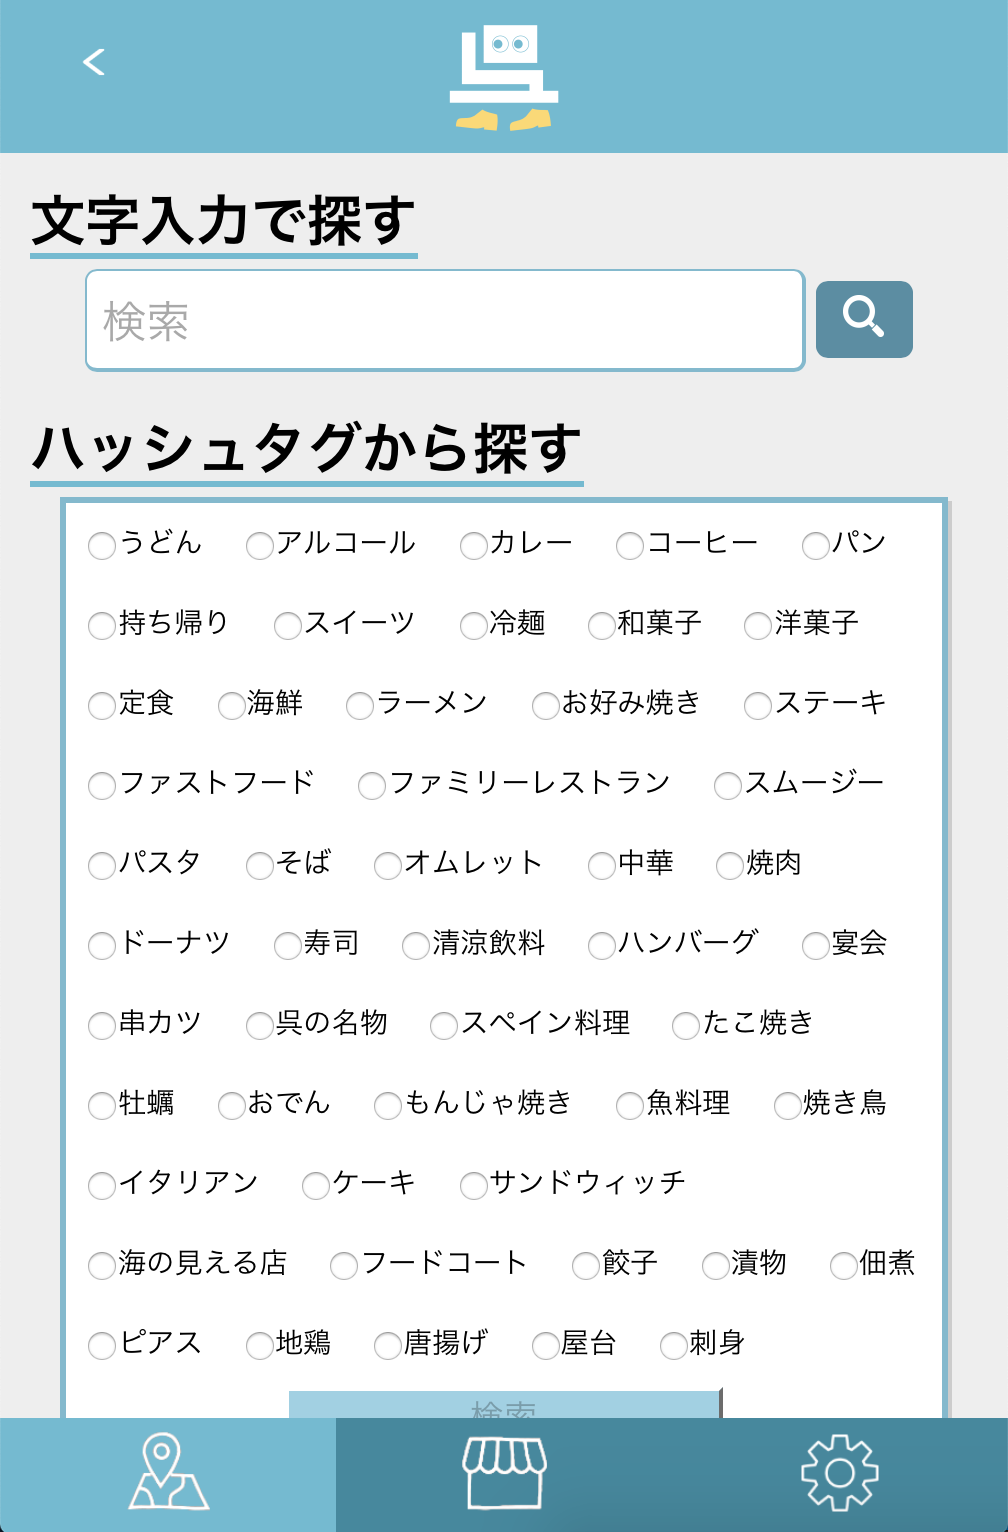 文字入力で探す
検索
ハッシュタグから探す
うどん アルコール カレー コーヒー パン
持ち帰り スイーツ 冷麺 和菓子 洋菓子
定食 海鮮 ラーメン お好み焼き ステーキ
ファストフード ファミリーレストラン スムージー
パスタ そば オムレット 中華 焼肉
ドーナツ 寿司 清涼飲料 ハンバーグ 宴会
串カツ 呉の名物 スペイン料理 たこ焼き
牡蠣 おでん もんじゃ焼き 魚料理 焼き鳥
イタリアン ケーキ サンドウィッチ
海の見える店 フードコート 餃子 漬物 佃煮
ピアス 地鶏 唐揚げ 屋台 刺身
検索